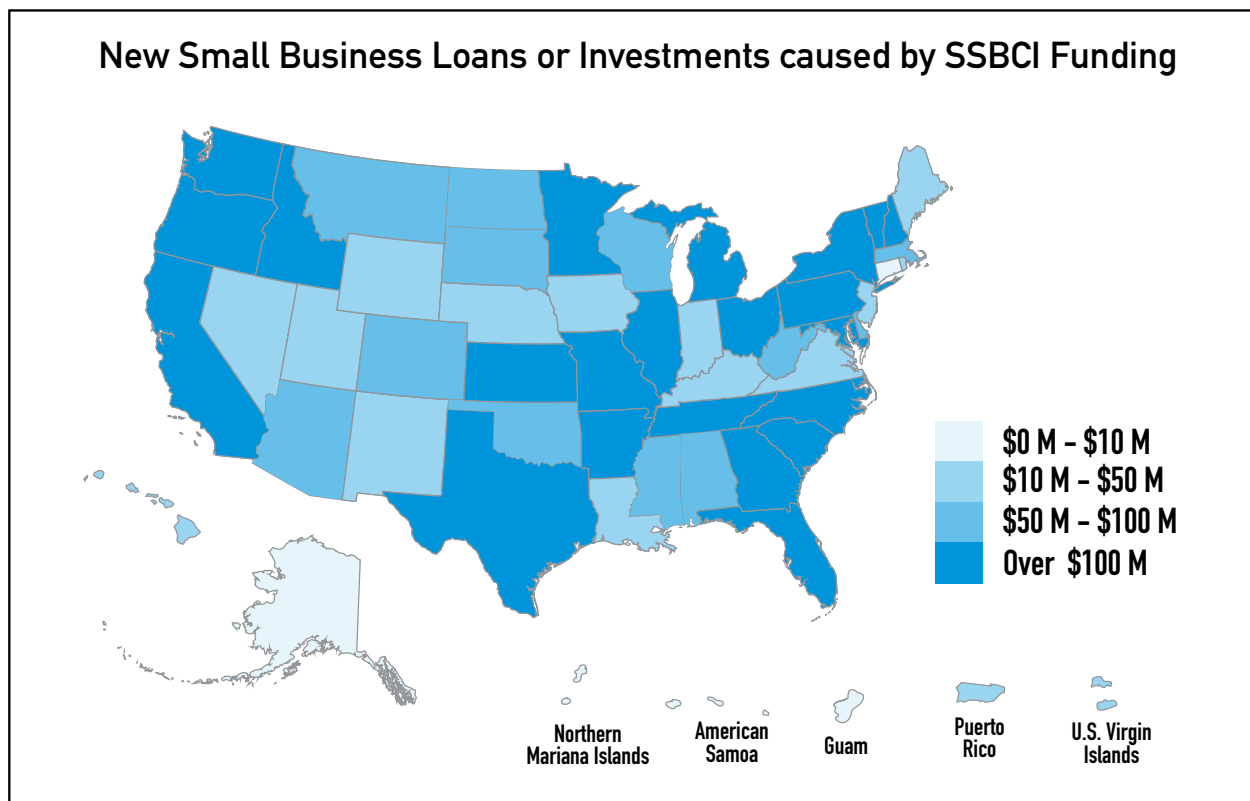 New Small Business Loans or Investments caused by SSBCI Funding
$0 M - $10 M
$10 M - $50 M
$50 M - $100 M
Over $100 M
Northern
Mariana Islands
American
Samoa
Guam
Puerto
Rico
U.S. Virgin
Islands